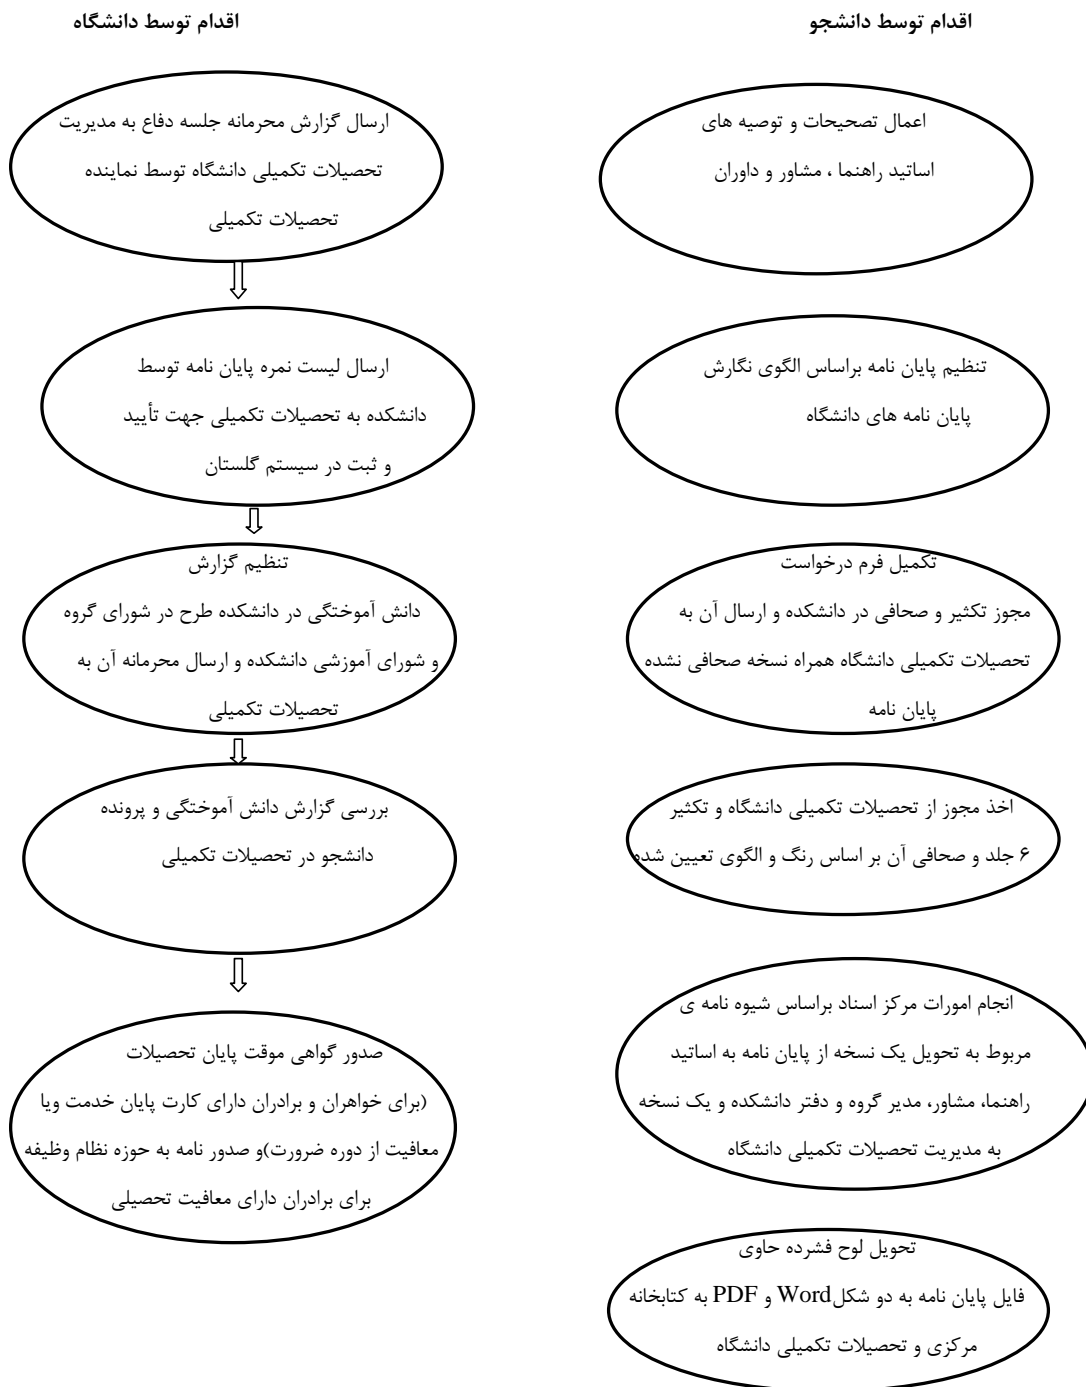 اقدام توسط دانشجو
اعمال تصحیحات و توصیه های
اساتید راهنما ، مشاور و داوران
تنظیم پایان نامه براساس الگوی نگارش
پایان نامه های دانشگاه
تکمیل فرم درخواست
مجوز تکثیر و صحافی در دانشکده و ارسال آن به
تحصیلات تکمیلی دانشگاه همراه نسخه صحافی نشده
پایان نامه
اخذ مجوز از تحصیلات تکمیلی دانشگاه و تکثیر
۶ جلد و صحافی آن بر اساس رنگ و الگوی تعیین شده
انجام امورات مرکز اسناد براساس شیوه نامه ی
مربوط به تحویل یک نسخه از پایان نامه به اساتید
راهنما، مشاور، مدیر گروه و دفتر دانشکده و یک نسخه
به مدیریت تحصیلات تکمیلی دانشگاه
تحویل لوح فشرده حاوی
فایل پایان نامه به دو شکلWord و PDF به کتابخانه
مرکزی و تحصیلات تکمیلی دانشگاه
اقدام توسط دانشگاه
ارسال گزارش محرمانه جلسه دفاع به مدیریت
تحصیلات تکمیلی دانشگاه توسط نماینده
تحصیلات تکمیلی
ارسال لیست نمره پایان نامه توسط
دانشکده به تحصیلات تکمیلی جهت تأیید
و ثبت در سیستم گلستان
تنظیم گزارش
دانش آموختگی در دانشکده طرح در شورای گروه
و شورای آموزشی دانشکده و ارسال محرمانه آن به
تحصیلات تکمیلی
بررسی گزارش دانش آموختگی و پرونده
دانشجو در تحصیلات تکمیلی
صدور گواهی موقت پایان تحصیلات
(برای خواهران و برادران دارای کارت پایان خدمت ویا
معافیت از دوره ضرورت)و صدور نامه به حوزه نظام وظیفه
برای برادران دارای معافیت تحصیلی